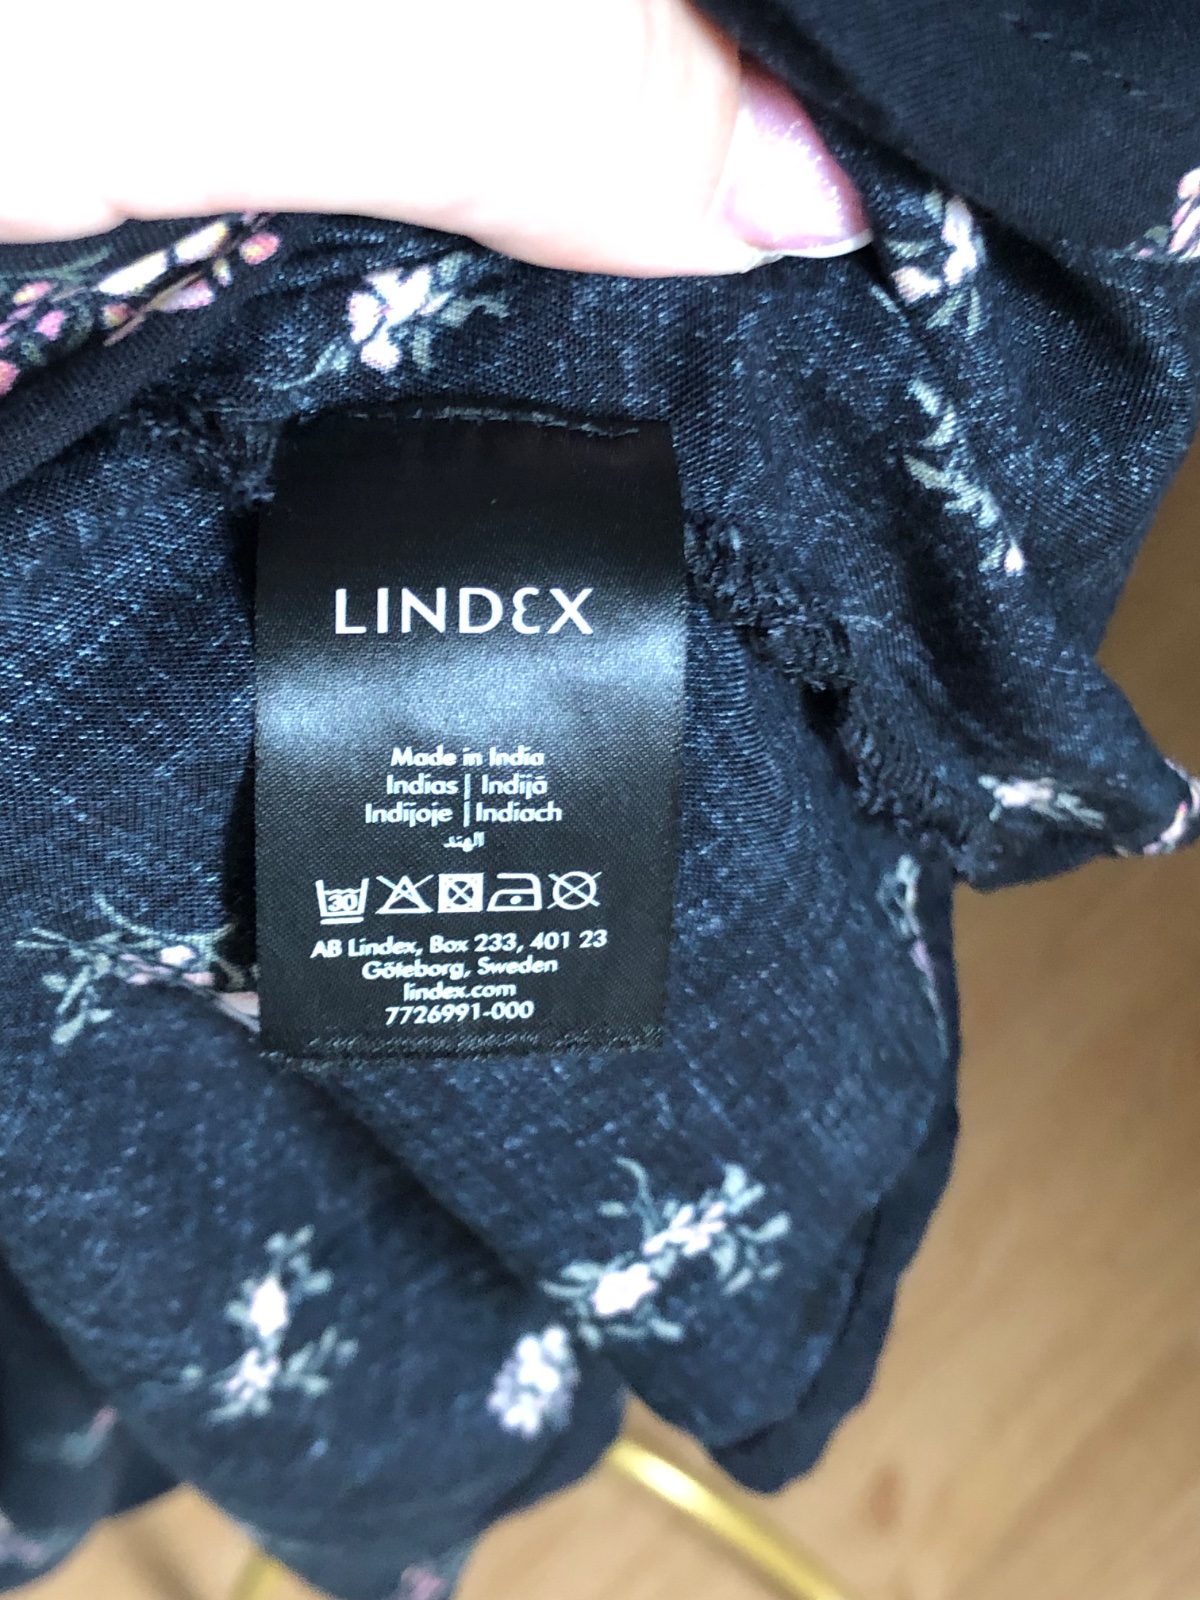 LINDEX
Made in India
Indias | Indijā
Indijoje | Indiach
الهند
30
AB Lindex, Box 233, 401 23
Göteborg, Sweden
lindex.com
7726991-000